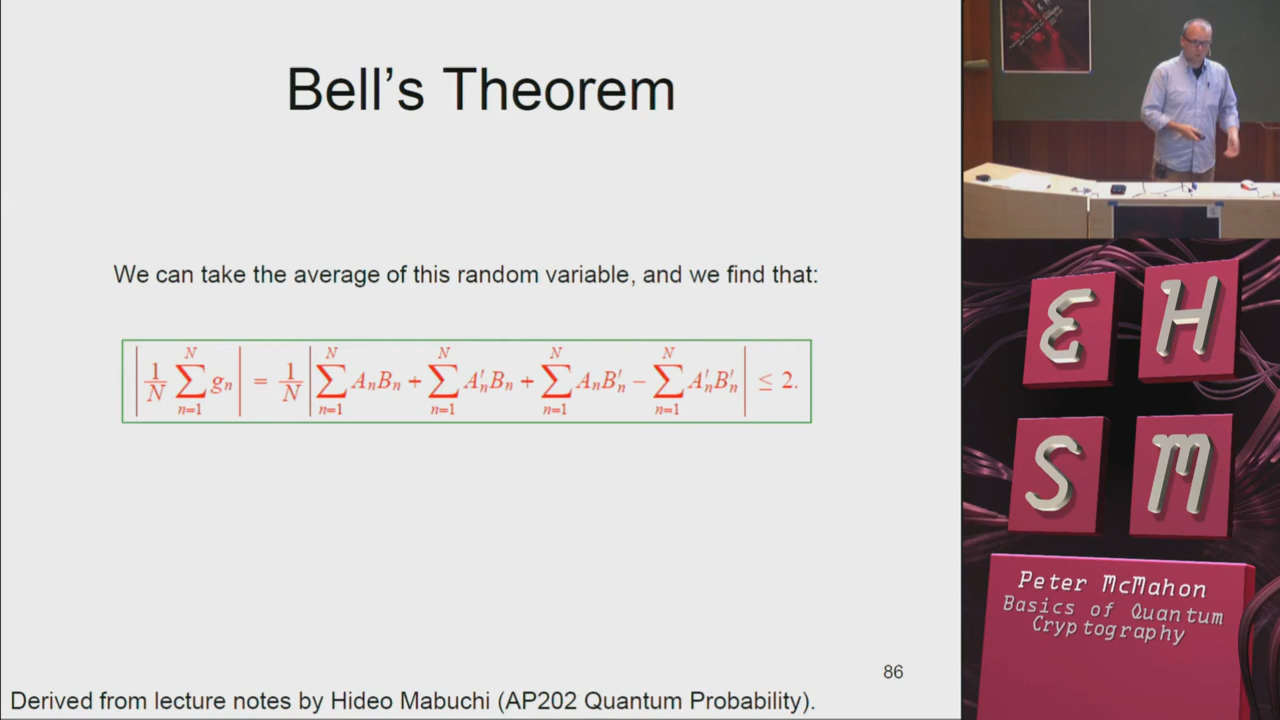 Bell's Theorem
We can take the average of this random variable, and we find that:
| 1/N ∑_{n=1}^{N} g_n | = 1/N | ∑_{n=1}^{N} A_n B_n + ∑_{n=1}^{N} A'_n B_n + ∑_{n=1}^{N} A_n B'_n − ∑_{n=1}^{N} A'_n B'_n | ≤ 2.
86
Derived from lecture notes by Hideo Mabuchi (AP202 Quantum Probability).
E H
S M
Peter McMahon
Basics of Quantum
Cryptography